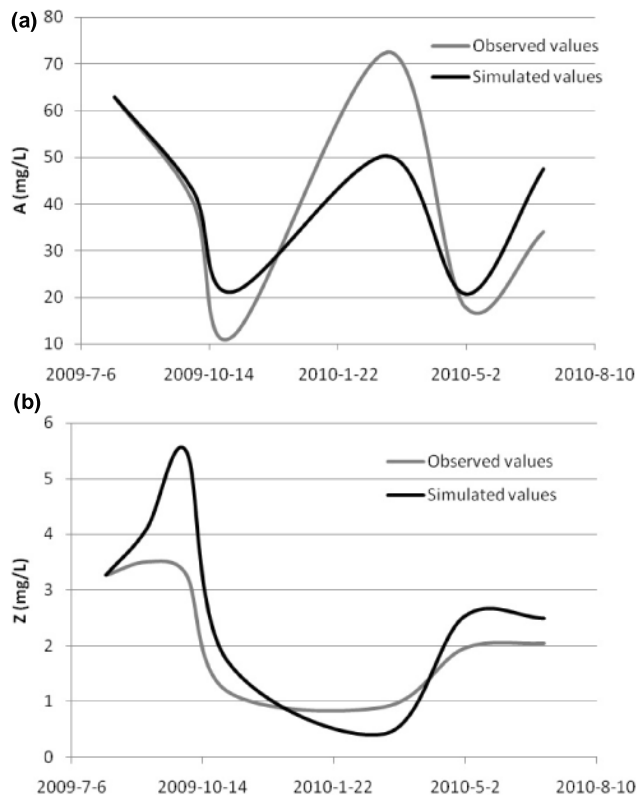 (a)
80
70
60
50
40
30
20
10
A (mg/L)
Observed values
Simulated values
2009-7-6 2009-10-14 2010-1-22 2010-5-2 2010-8-10
(b)
6
5
4
3
2
1
0
Z (mg/L)
Observed values
Simulated values
2009-7-6 2009-10-14 2010-1-22 2010-5-2 2010-8-10